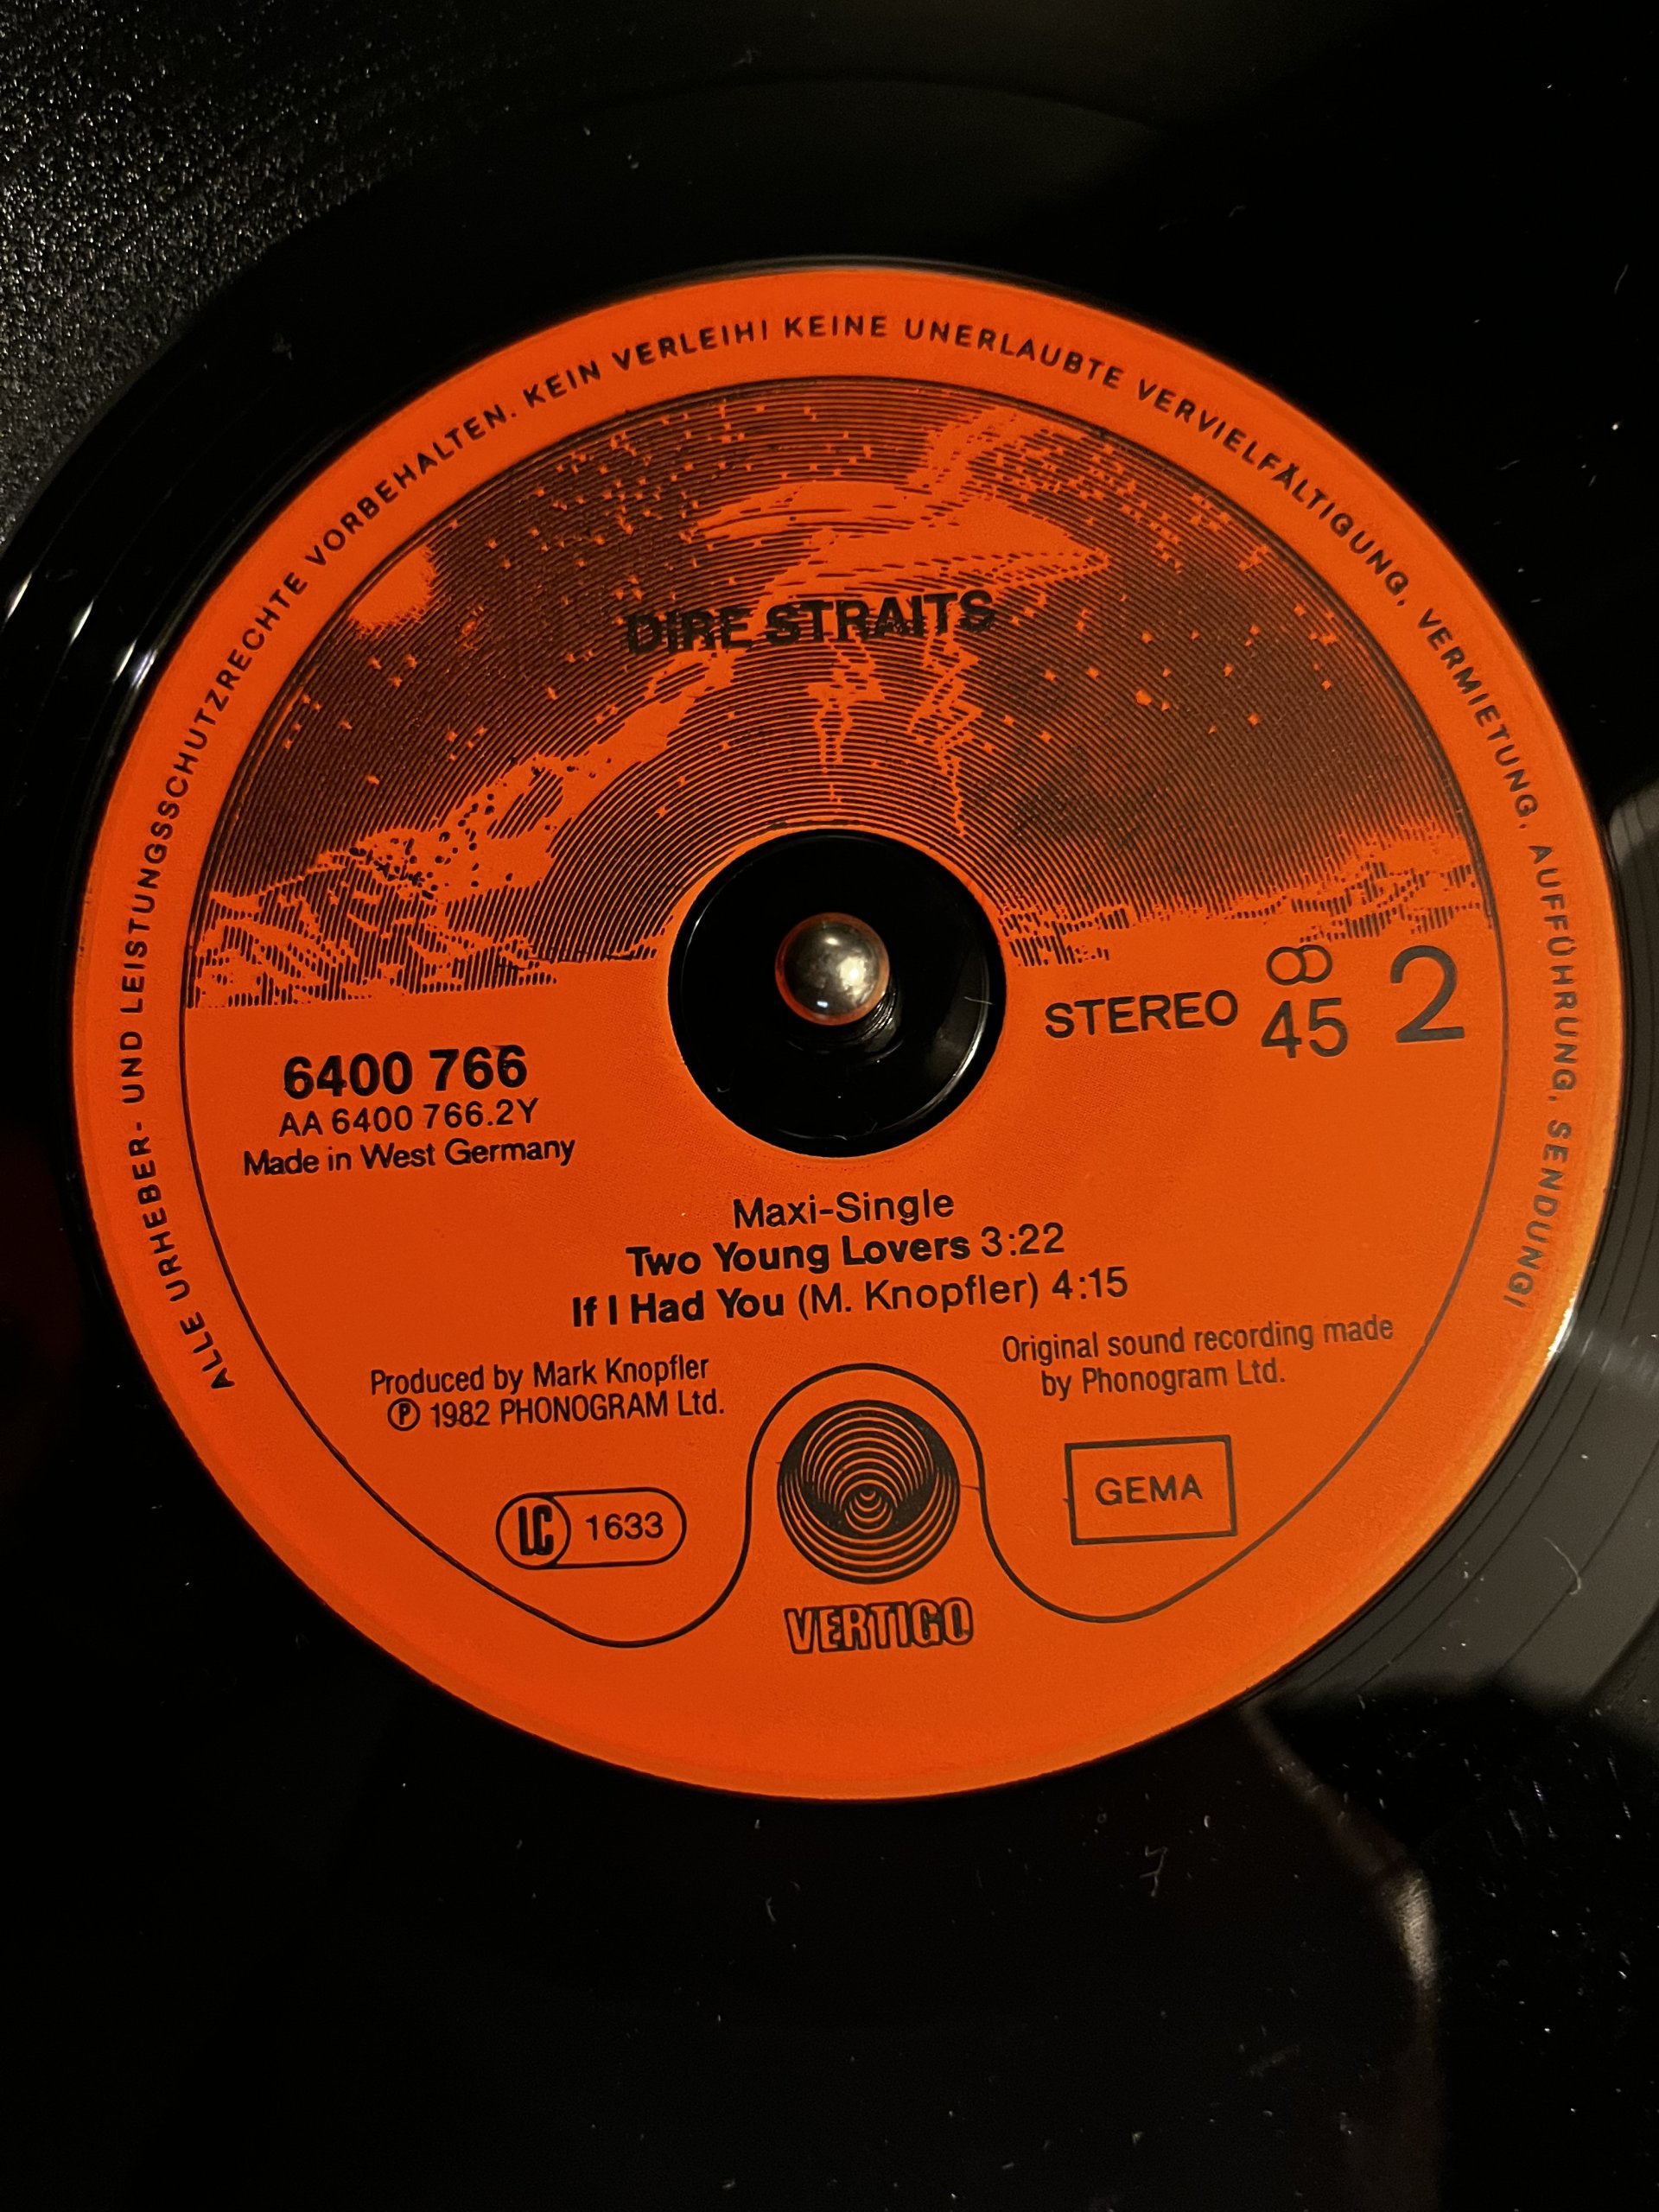 ALLE URHEBER- UND LEISTUNGSSCHUTZRECHTE VORBEHALTEN. KEIN VERLEIH! KEINE UNERLAUBTE VERVIELFÄLTIGUNG, VERMIETUNG, AUFFÜHRUNG, SENDUNG!
DIRE STRAITS
STEREO 45 2
6400 766
AA 6400 766.2Y
Made in West Germany
Maxi-Single
Two Young Lovers 3:22
If I Had You (M. Knopfler) 4:15
Produced by Mark Knopfler
Ⓟ 1982 PHONOGRAM Ltd.
Original sound recording made
by Phonogram Ltd.
LC 1633
GEMA
VERTIGO